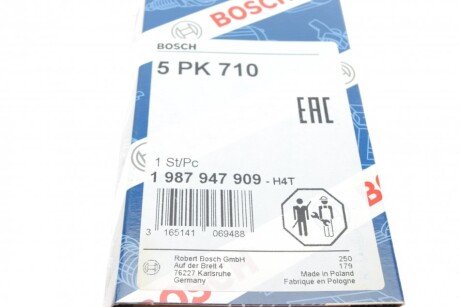 BOSCH
BOSCH
5 PK 710
EAC
1 St/Pc
1 987 947 909 - H4T
3 165141 069488
Robert Bosch GmbH
Auf der Breit 4
76227 Karlsruhe
Germany
250
179
Made in Poland
Fabriqué en Pologne